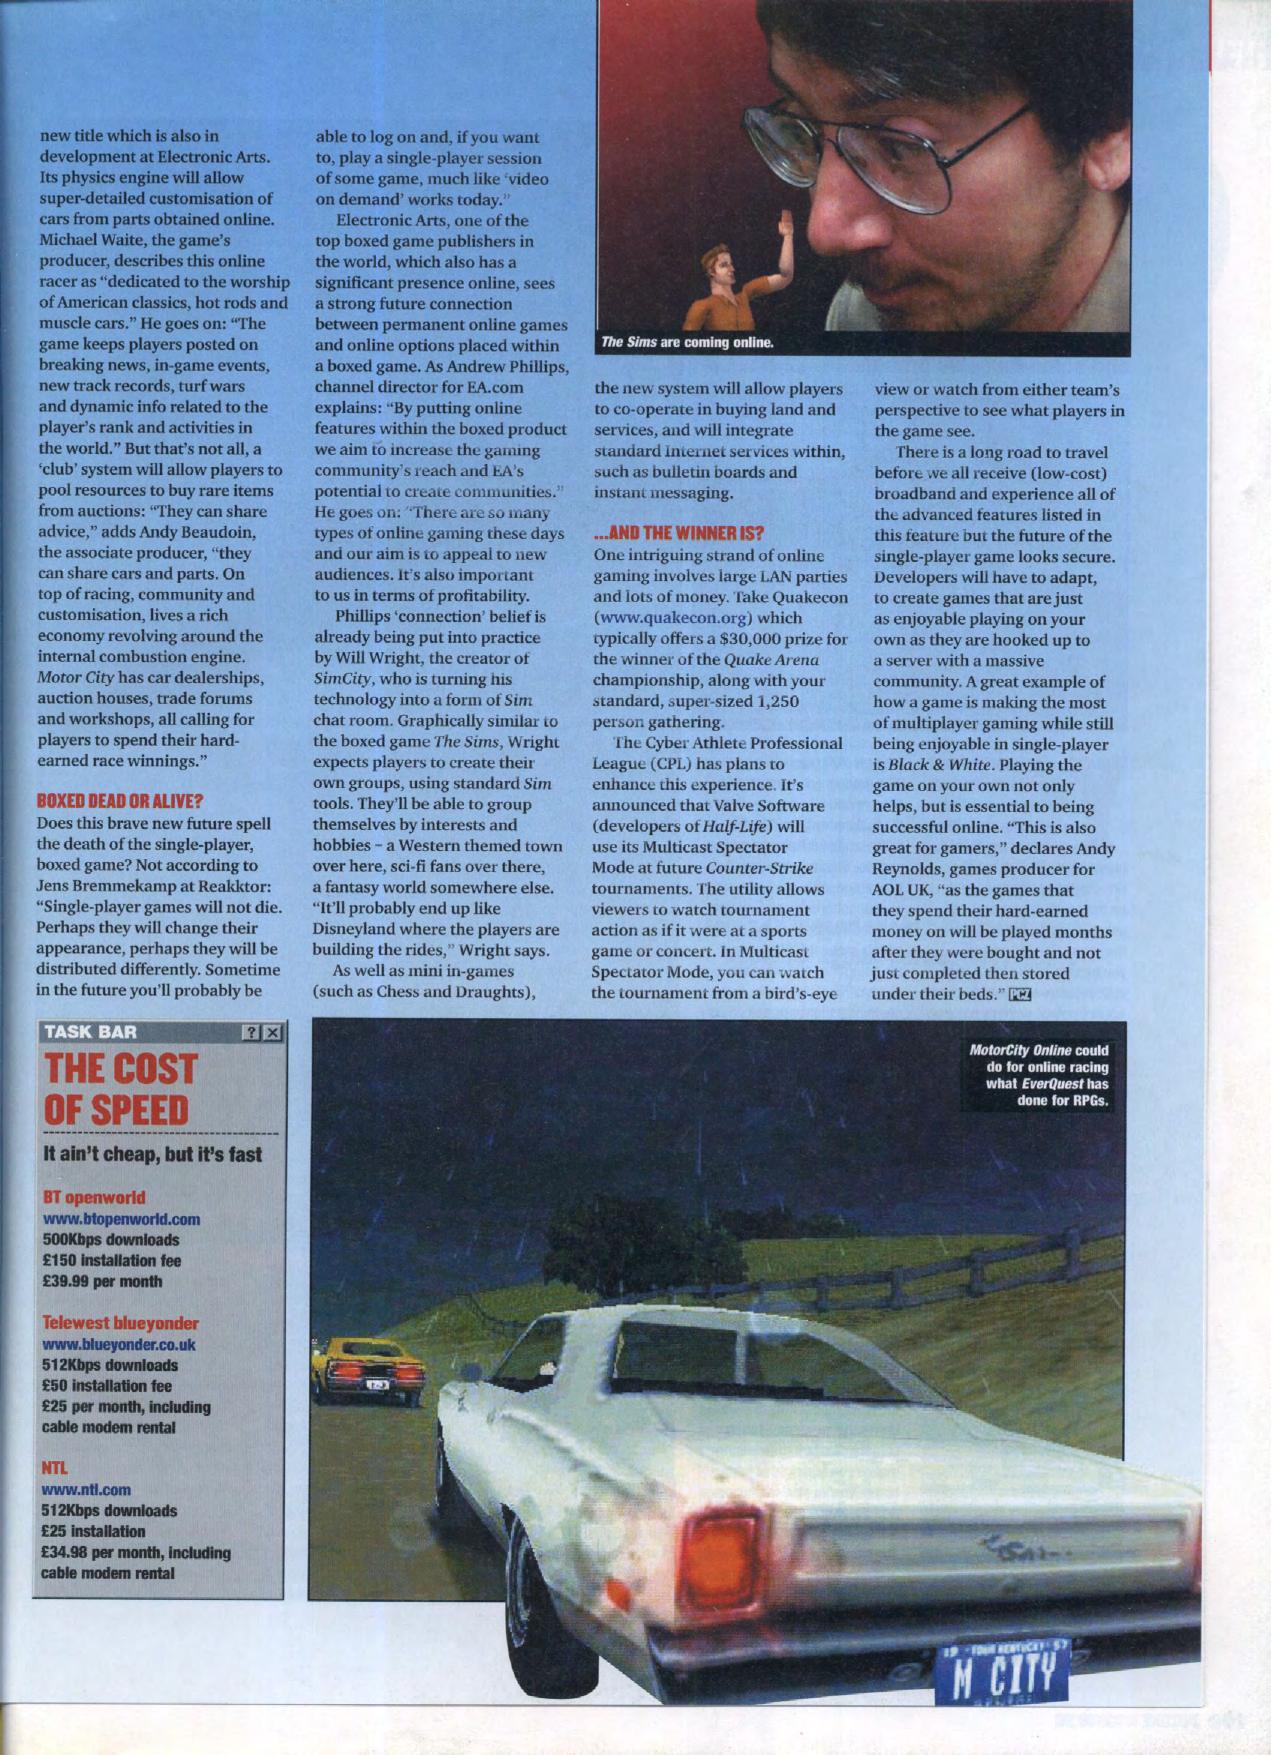 new title which is also in
development at Electronic Arts.
Its physics engine will allow
super-detailed customisation of
cars from parts obtained online.
Michael Waite, the game's
producer, describes this online
racer as “dedicated to the worship
of American classics, hot rods and
muscle cars.” He goes on: “The
game keeps players posted on
breaking news, in-game events,
new track records, turf wars
and dynamic info related to the
player's rank and activities in
the world.” But that's not all, a
‘club’ system will allow players to
pool resources to buy rare items
from auctions: “They can share
advice,” adds Andy Beaudoin,
the associate producer, “they
can share cars and parts. On
top of racing, community and
customisation, lives a rich
economy revolving around the
internal combustion engine.
Motor City has car dealerships,
auction houses, trade forums
and workshops, all calling for
players to spend their hard-
earned race winnings.”
BOXED DEAD OR ALIVE?
Does this brave new future spell
the death of the single-player,
boxed game? Not according to
Jens Bremmekamp at Reakktor:
“Single-player games will not die.
Perhaps they will change their
appearance, perhaps they will be
distributed differently. Sometime
in the future you'll probably be
able to log on and, if you want
to, play a single-player session
of some game, much like ‘video
on demand’ works today.”
Electronic Arts, one of the
top boxed game publishers in
the world, which also has a
significant presence online, sees
a strong future connection
between permanent online games
and online options placed within
a boxed game. As Andrew Phillips,
channel director for EA.com
explains: “By putting online
features within the boxed product
we aim to increase the gaming
community's reach and EA's
potential to create communities.”
He goes on: “There are so many
types of online gaming these days
and our aim is to appeal to new
audiences. It's also important
to us in terms of profitability.
Phillips ‘connection’ belief is
already being put into practice
by Will Wright, the creator of
SimCity, who is turning his
technology into a form of Sim
chat room. Graphically similar to
the boxed game The Sims, Wright
expects players to create their
own groups, using standard Sim
tools. They'll be able to group
themselves by interests and
hobbies – a Western themed town
over here, sci-fi fans over there,
a fantasy world somewhere else.
“It'll probably end up like
Disneyland where the players are
building the rides,” Wright says.
As well as mini in-games
(such as Chess and Draughts),
The Sims are coming online.
the new system will allow players
to co-operate in buying land and
services, and will integrate
standard Internet services within,
such as bulletin boards and
instant messaging.
...AND THE WINNER IS?
One intriguing strand of online
gaming involves large LAN parties
and lots of money. Take Quakecon
(www.quakecon.org) which
typically offers a $30,000 prize for
the winner of the Quake Arena
championship, along with your
standard, super-sized 1,250
person gathering.
The Cyber Athlete Professional
League (CPL) has plans to
enhance this experience. It's
announced that Valve Software
(developers of Half-Life) will
use its Multicast Spectator
Mode at future Counter-Strike
tournaments. The utility allows
viewers to watch tournament
action as if it were at a sports
game or concert. In Multicast
Spectator Mode, you can watch
the tournament from a bird's-eye
view or watch from either team's
perspective to see what players in
the game see.
There is a long road to travel
before we all receive (low-cost)
broadband and experience all of
the advanced features listed in
this feature but the future of the
single-player game looks secure.
Developers will have to adapt,
to create games that are just
as enjoyable playing on your
own as they are hooked up to
a server with a massive
community. A great example of
how a game is making the most
of multiplayer gaming while still
being enjoyable in single-player
is Black & White. Playing the
game on your own not only
helps, but is essential to being
successful online. “This is also
great for gamers,” declares Andy
Reynolds, games producer for
AOL UK, “as the games that
they spend their hard-earned
money on will be played months
after they were bought and not
just completed then stored
under their beds.” PCZ
TASK BAR ? X
THE COST
OF SPEED
It ain't cheap, but it's fast
BT openworld
www.btopenworld.com
500Kbps downloads
£150 installation fee
£39.99 per month
Telewest blueyonder
www.blueyonder.co.uk
512Kbps downloads
£50 installation fee
£25 per month, including
cable modem rental
NTL
www.ntl.com
512Kbps downloads
£25 installation
£34.98 per month, including
cable modem rental
MotorCity Online could
do for online racing
what EverQuest has
done for RPGs.
M CITY